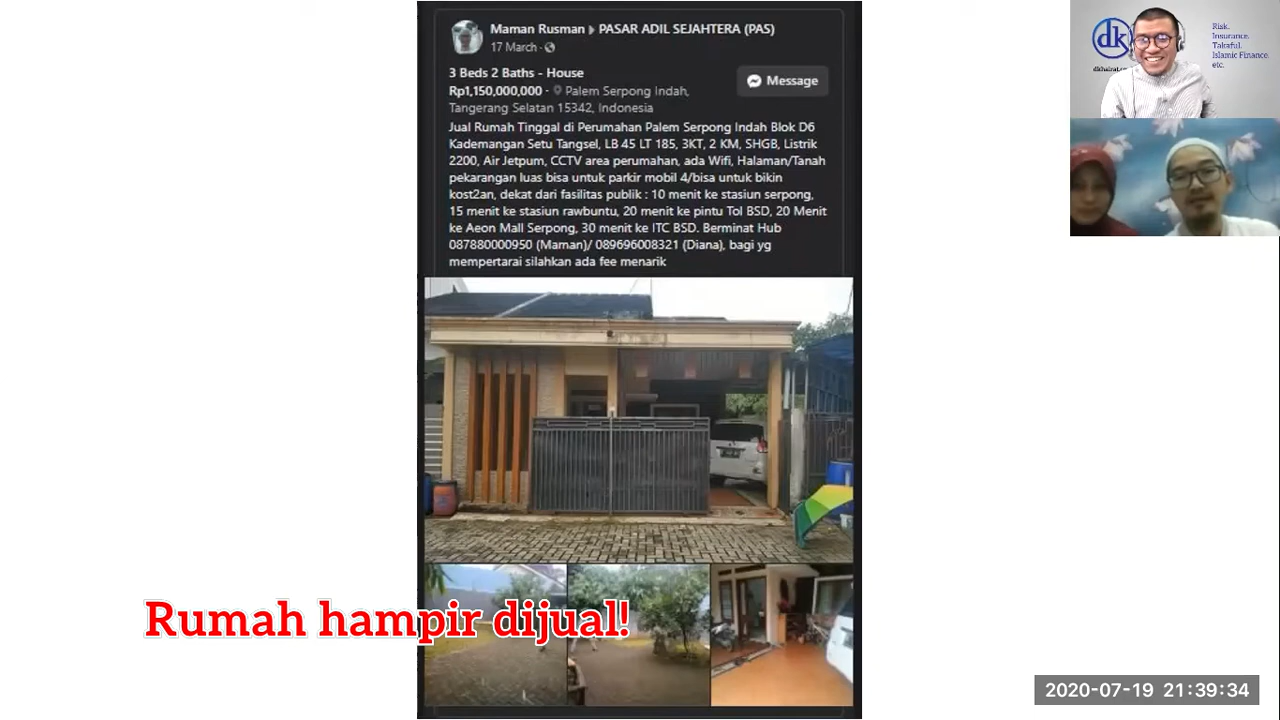 Maman Rusman ▸ PASAR ADIL SEJAHTERA (PAS)
17 March ·
3 Beds 2 Baths - House
Rp1,150,000,000 · Palem Serpong Indah,
Tangerang Selatan 15342, Indonesia
Message
Jual Rumah Tinggal di Perumahan Palem Serpong Indah Blok D6
Kademangan Setu Tangsel, LB 45 LT 185, 3KT, 2 KM, SHGB, Listrik
2200, Air Jetpum, CCTV area perumahan, ada Wifi, Halaman/Tanah
pekarangan luas bisa untuk parkir mobil 4/bisa untuk bikin
kost2an, dekat dari fasilitas publik : 10 menit ke stasiun serpong,
15 menit ke stasiun rawbuntu, 20 menit ke pintu Tol BSD, 20 Menit
ke Aeon Mall Serpong, 30 menit ke ITC BSD. Berminat Hub
087880000950 (Maman)/ 089696008321 (Diana), bagi yg
mempertarai silahkan ada fee menarik
dk
Risk.
Insurance.
Takaful.
Islamic Finance.
etc.
Rumah hampir dijual!
2020-07-19 21:39:34